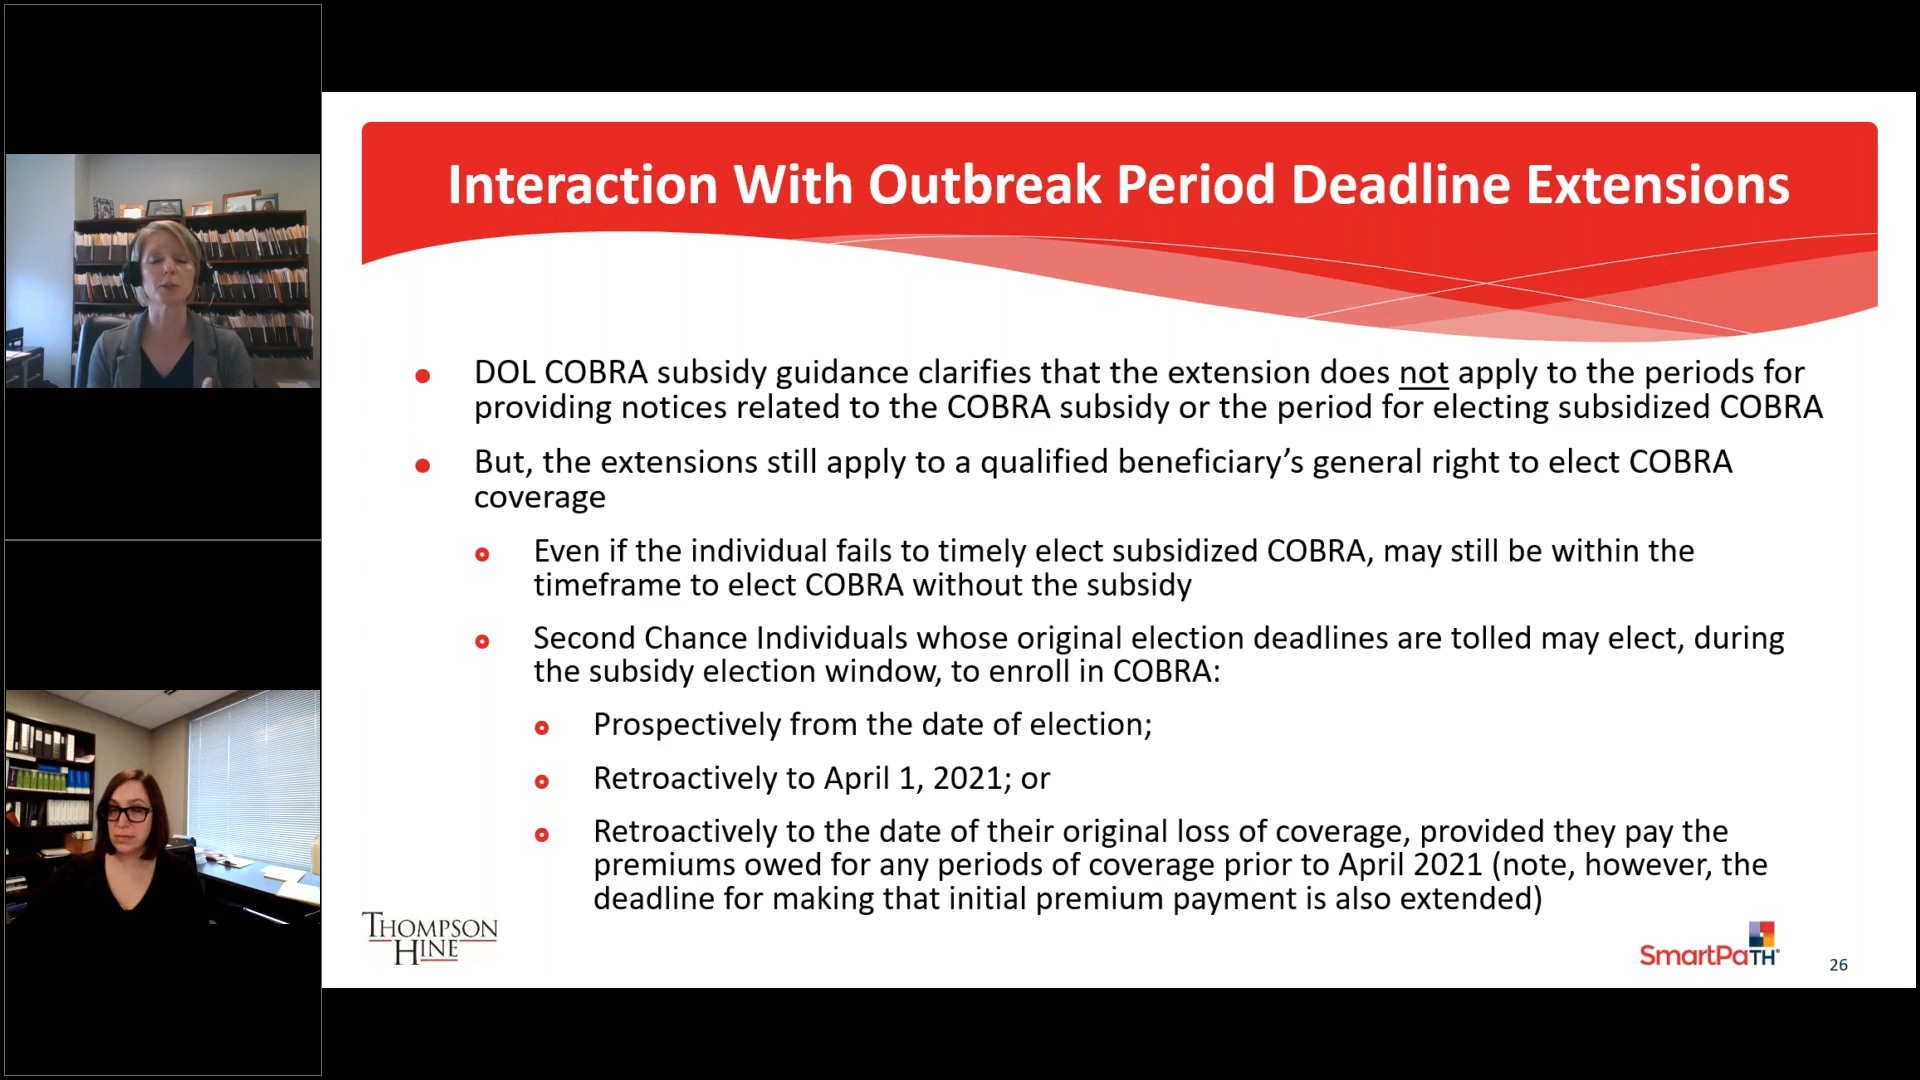 Interaction With Outbreak Period Deadline Extensions
DOL COBRA subsidy guidance clarifies that the extension does not apply to the periods for
providing notices related to the COBRA subsidy or the period for electing subsidized COBRA
But, the extensions still apply to a qualified beneficiary’s general right to elect COBRA
coverage
Even if the individual fails to timely elect subsidized COBRA, may still be within the
timeframe to elect COBRA without the subsidy
Second Chance Individuals whose original election deadlines are tolled may elect, during
the subsidy election window, to enroll in COBRA:
Prospectively from the date of election;
Retroactively to April 1, 2021; or
Retroactively to the date of their original loss of coverage, provided they pay the
premiums owed for any periods of coverage prior to April 2021 (note, however, the
deadline for making that initial premium payment is also extended)
THOMPSON
HINE
SmartPaTH
26